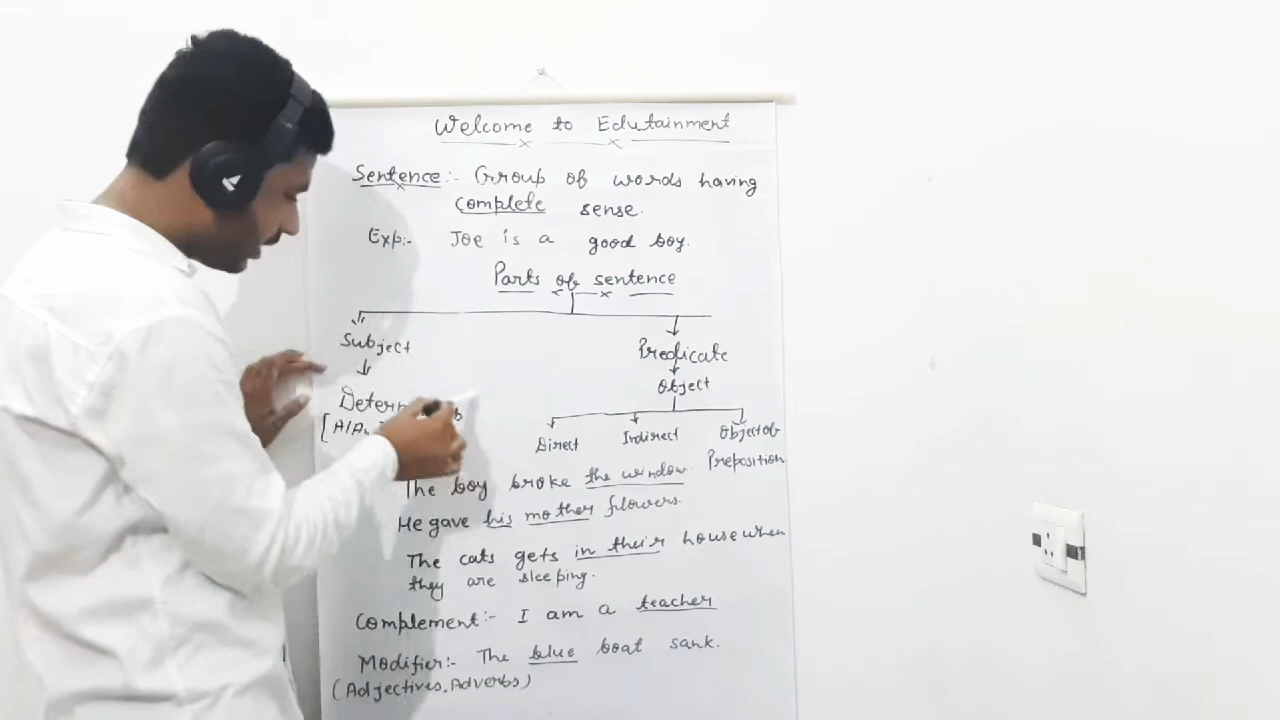 Welcome to Edutainment
Sentence:- Group of words having
complete sense.
Exp:- Joe is a good boy.
Parts of sentence
Subject
Predicate
Object
Direct Indirect Object of
Preposition
The boy broke the window.
He gave his mother flowers.
The cats gets in their house when
they are sleeping.
Complement:- I am a teacher
Modifier:- The blue boat sank.
(Adjectives, Adverbs)